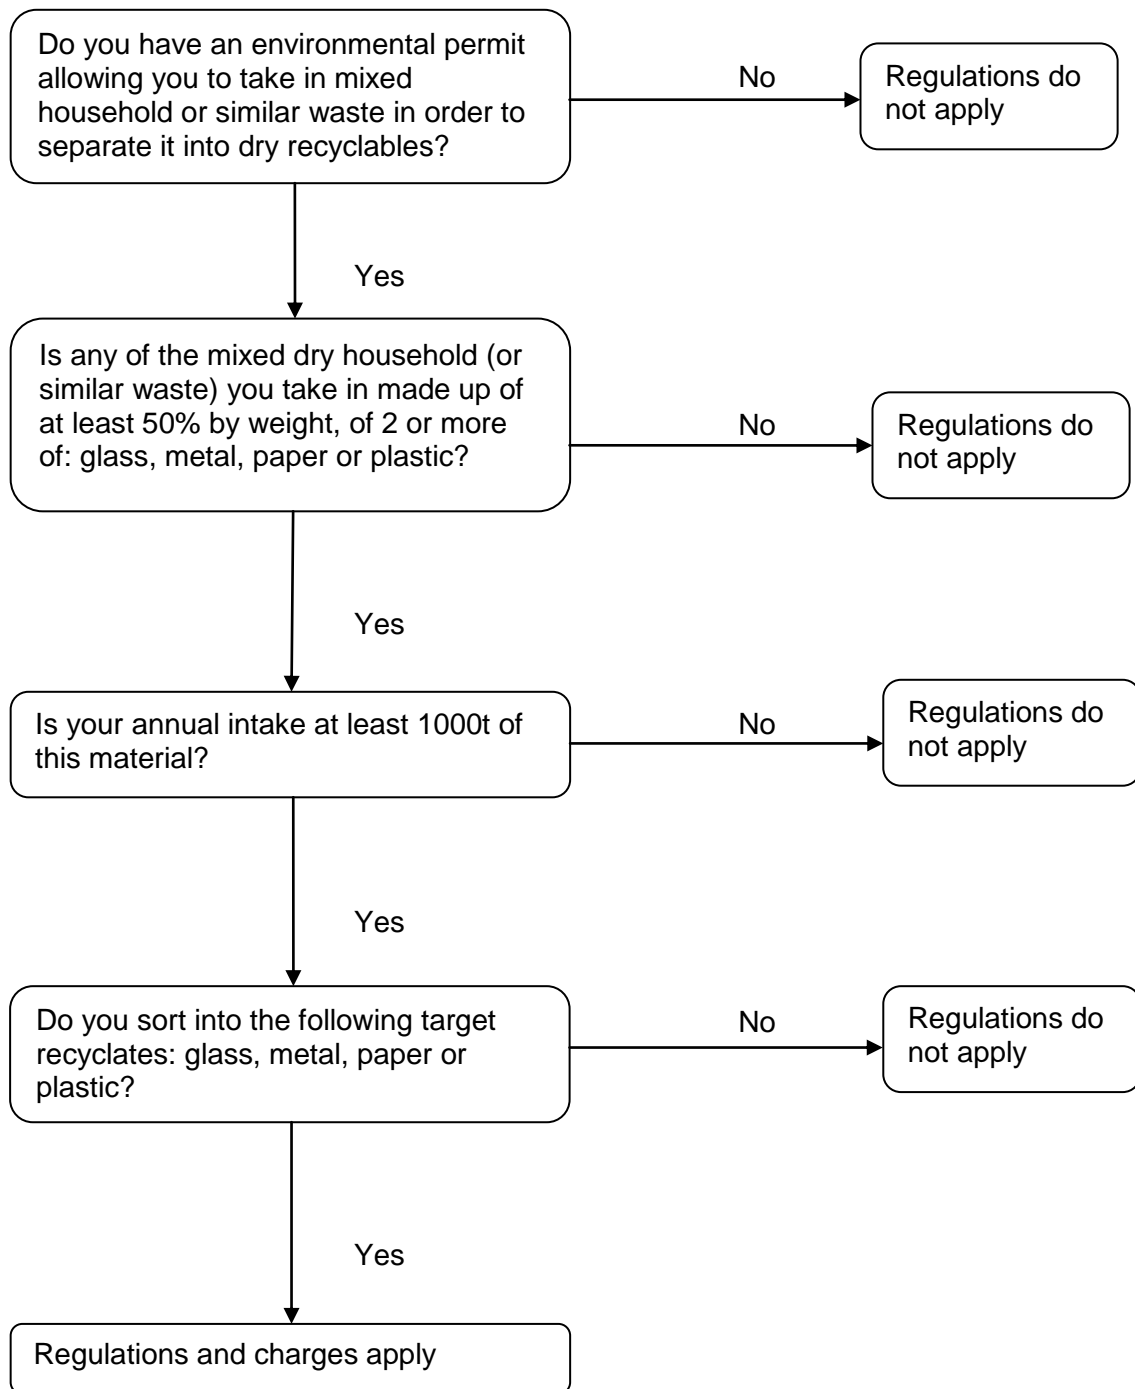 Do you have an environmental permit
allowing you to take in mixed
household or similar waste in order to
separate it into dry recyclables?
No
Regulations do
not apply
Yes
Is any of the mixed dry household (or
similar waste) you take in made up of
at least 50% by weight, of 2 or more
of: glass, metal, paper or plastic?
No
Regulations do
not apply
Yes
Is your annual intake at least 1000t of
this material?
No
Regulations do
not apply
Yes
Do you sort into the following target
recyclates: glass, metal, paper or
plastic?
No
Regulations do
not apply
Yes
Regulations and charges apply